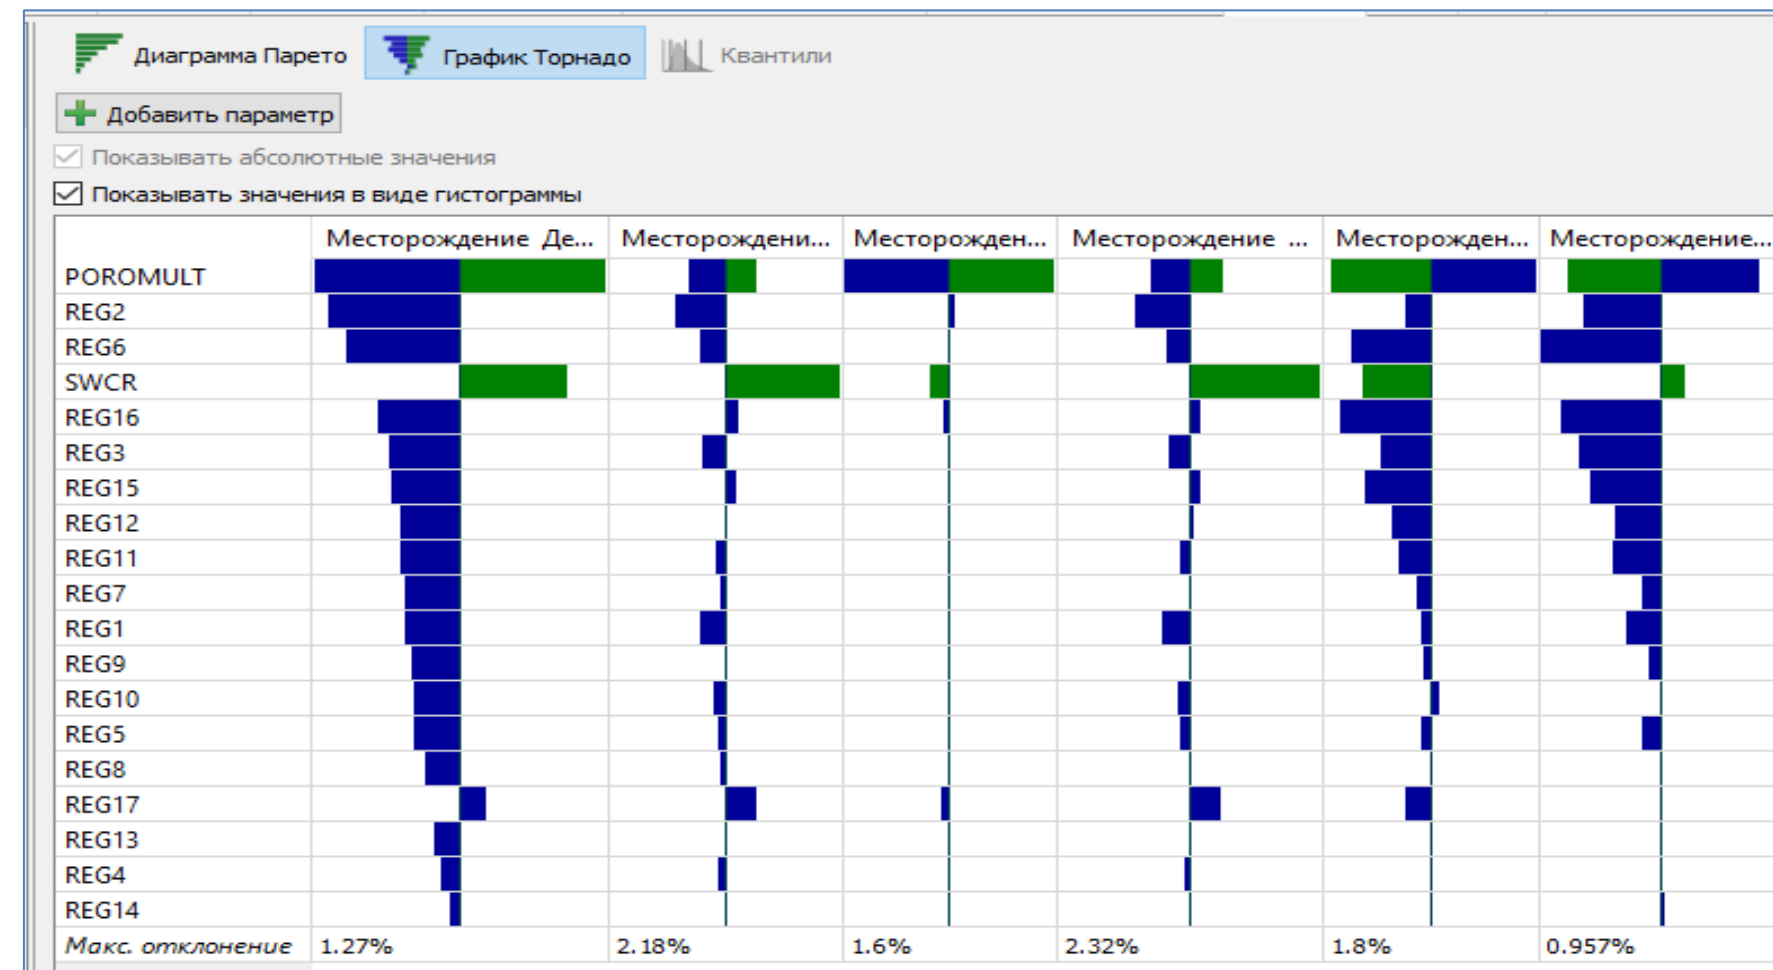 Диаграмма Парето График Торнадо Квантили
Добавить параметр
Показывать абсолютные значения
Показывать значения в виде гистограммы
Месторождение Де... Месторождени... Месторожден... Месторождение ... Месторожден... Месторождение...
POROMULT
REG2
REG6
SWCR
REG16
REG3
REG15
REG12
REG11
REG7
REG1
REG9
REG10
REG5
REG8
REG17
REG13
REG4
REG14
Макс. отклонение 1.27% 2.18% 1.6% 2.32% 1.8% 0.957%